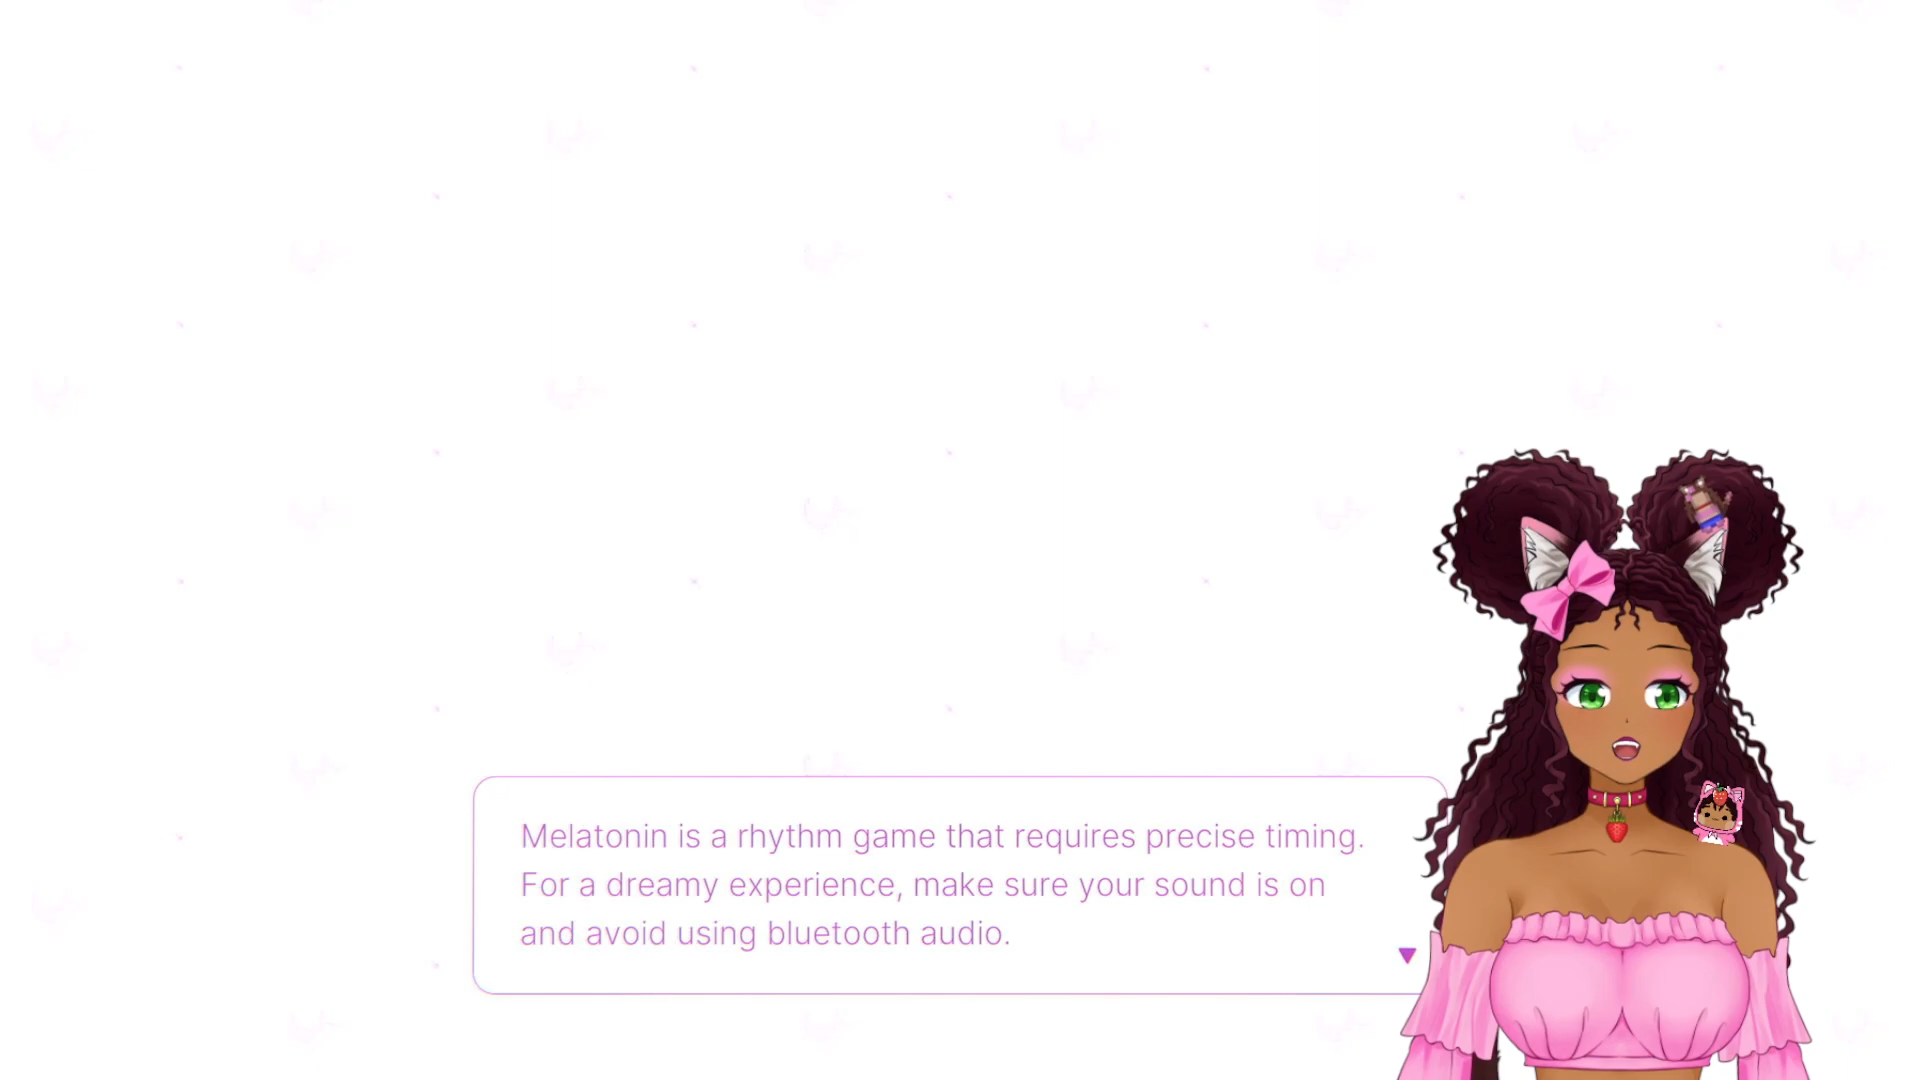 Melatonin is a rhythm game that requires precise timing.
For a dreamy experience, make sure your sound is on
and avoid using bluetooth audio.